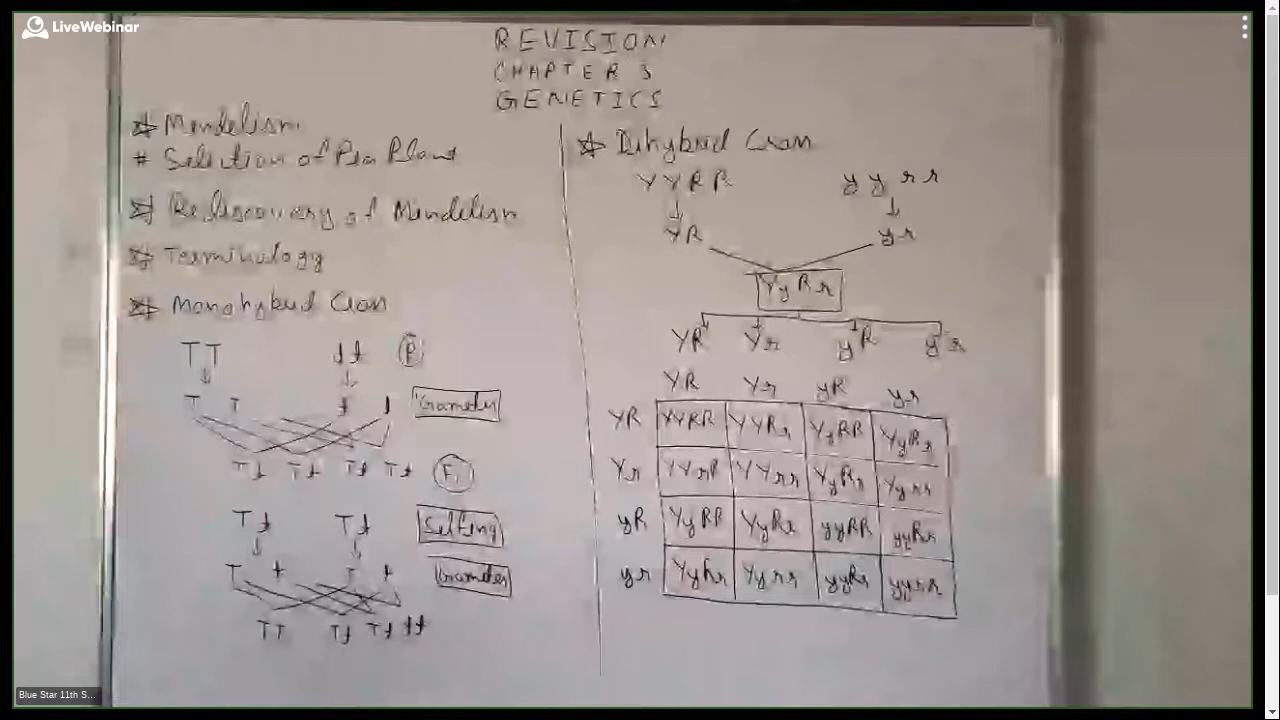 LiveWebinar
REVISION
CHAPTER 3
GENETICS
Mendelism
# Selection of Pea Plant
Rediscovery of Mendelism
Terminology
Monohybrid Cross
TT tt P
T T t t Gametes
Tt Tt Tt Tt F1
Tt Tt Selfing
T t T t Gametes
TT Tt Tt tt
Dihybrid Cross
YYRR yyrr
YR yr
YyRr
YR Yr yR yr
YR Yr yR yr
YR YYRR YYRr YyRR YyRr
Yr YYrR YYrr YyRr Yyrr
yR YyRR YyRr yyRR yyRr
yr YyRr Yyrr yyRr yyrr
Blue Star 11th S...